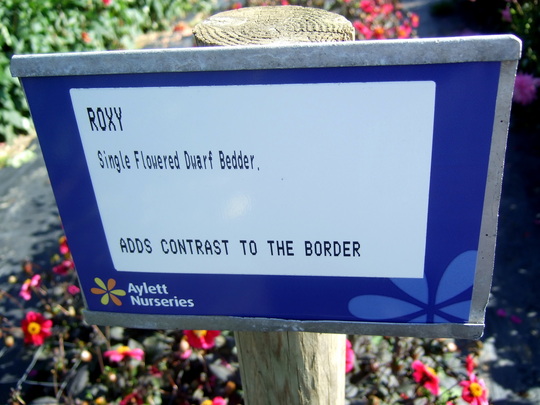 ROXY
Single Flowered Dwarf Bedder.
ADDS CONTRAST TO THE BORDER
Aylett
Nurseries